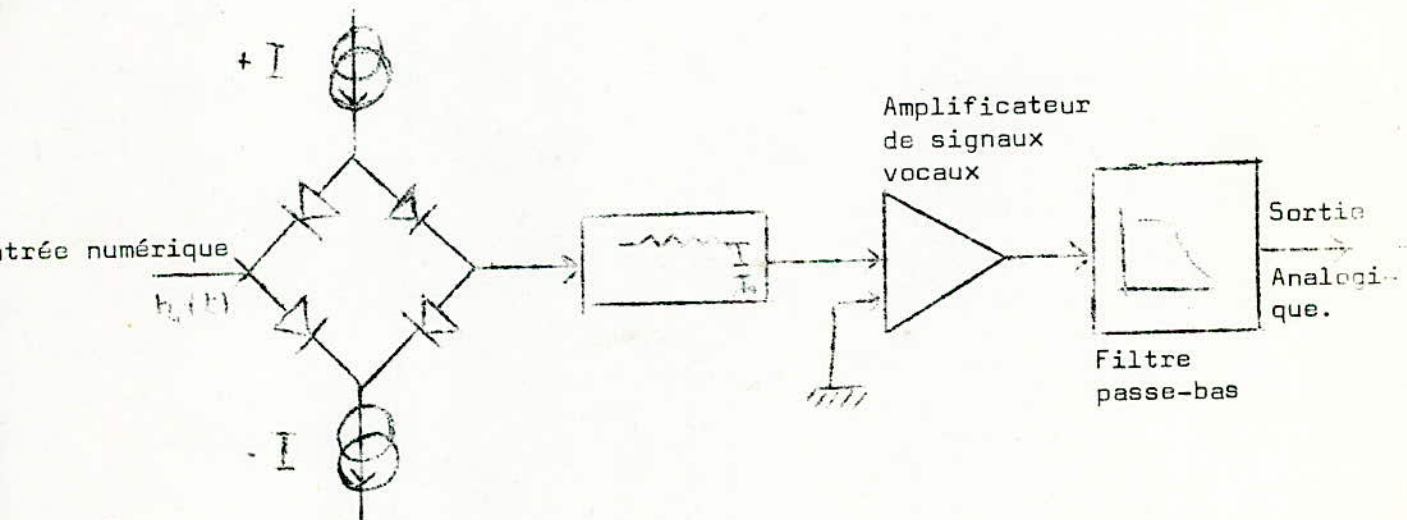 + I
Amplificateur
de signaux
vocaux
ntrée numérique
Sortie
Analogi-
que.
Filtre
passe-bas
- I